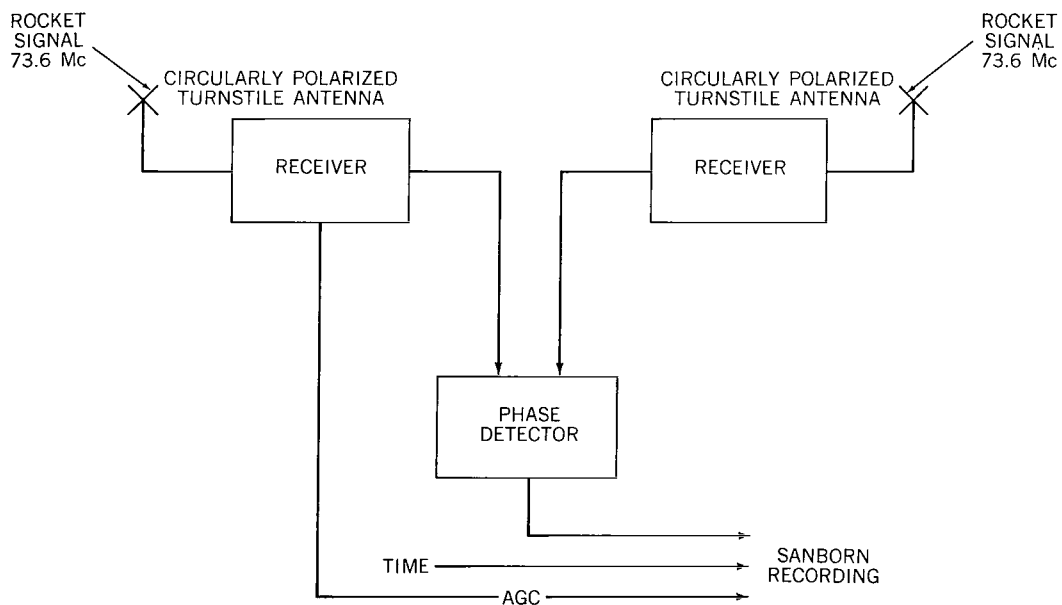 ROCKET
SIGNAL
73.6 Mc
CIRCULARLY POLARIZED
TURNSTILE ANTENNA
RECEIVER
ROCKET
SIGNAL
73.6 Mc
CIRCULARLY POLARIZED
TURNSTILE ANTENNA
RECEIVER
PHASE
DETECTOR
TIME
AGC
SANBORN
RECORDING